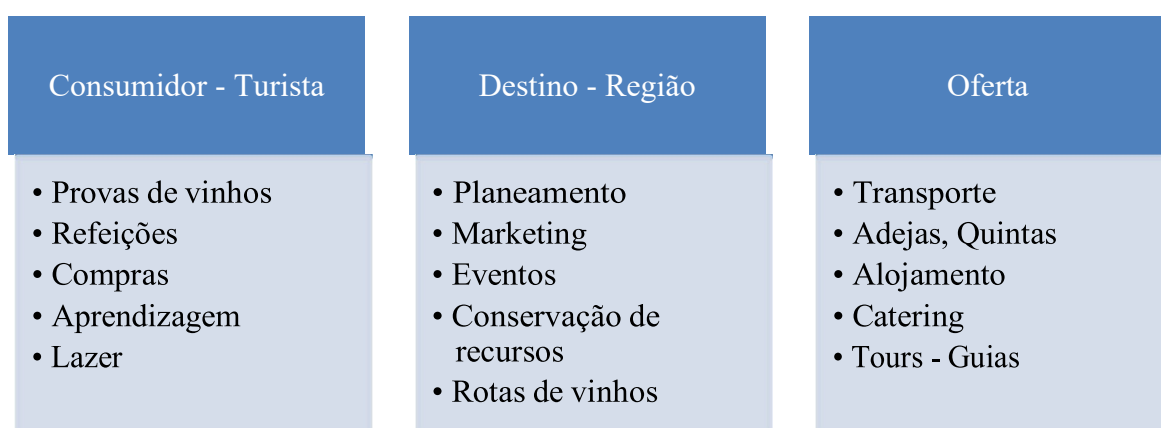 Consumidor - Turista
• Provas de vinhos
• Refeições
• Compras
• Aprendizagem
• Lazer
Destino - Região
• Planeamento
• Marketing
• Eventos
• Conservação de
recursos
• Rotas de vinhos
Oferta
• Transporte
• Adejas, Quintas
• Alojamento
• Catering
• Tours - Guias